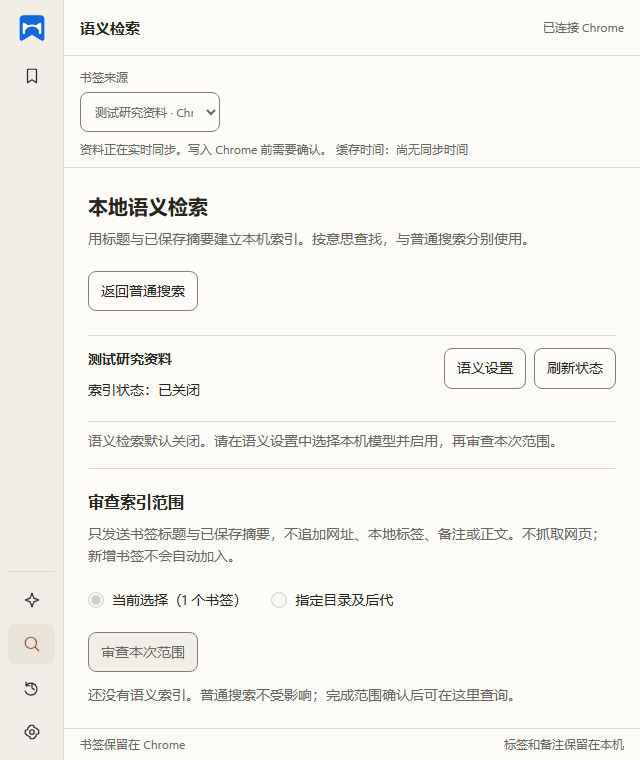 语义检索
已连接 Chrome
书签来源
测试研究资料 · Chr
资料正在实时同步。写入 Chrome 前需要确认。 缓存时间：尚无同步时间
本地语义检索
用标题与已保存摘要建立本机索引。按意思查找，与普通搜索分别使用。
返回普通搜索
测试研究资料
语义设置
刷新状态
索引状态：已关闭
语义检索默认关闭。请在语义设置中选择本机模型并启用，再审查本次范围。
审查索引范围
只发送书签标题与已保存摘要，不追加网址、本地标签、备注或正文。不抓取网页；
新增书签不会自动加入。
当前选择（1 个书签）
指定目录及后代
审查本次范围
还没有语义索引。普通搜索不受影响；完成范围确认后可在这里查询。
书签保留在 Chrome
标签和备注保留在本机